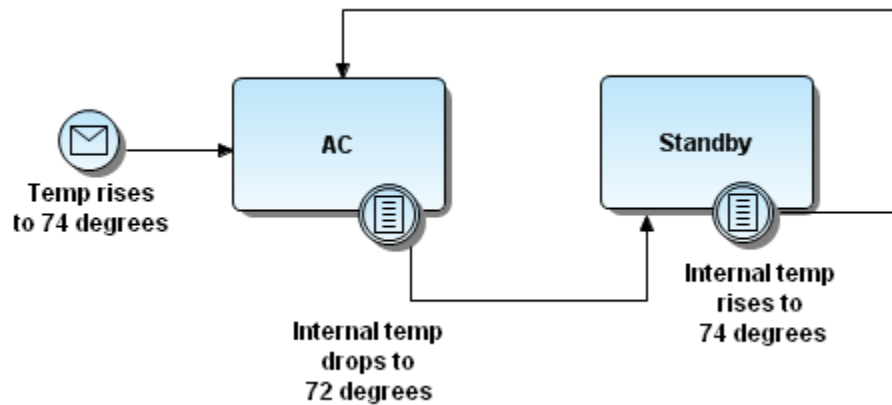 AC
Standby
Temp rises
to 74 degrees
Internal temp
drops to
72 degrees
Internal temp
rises to
74 degrees